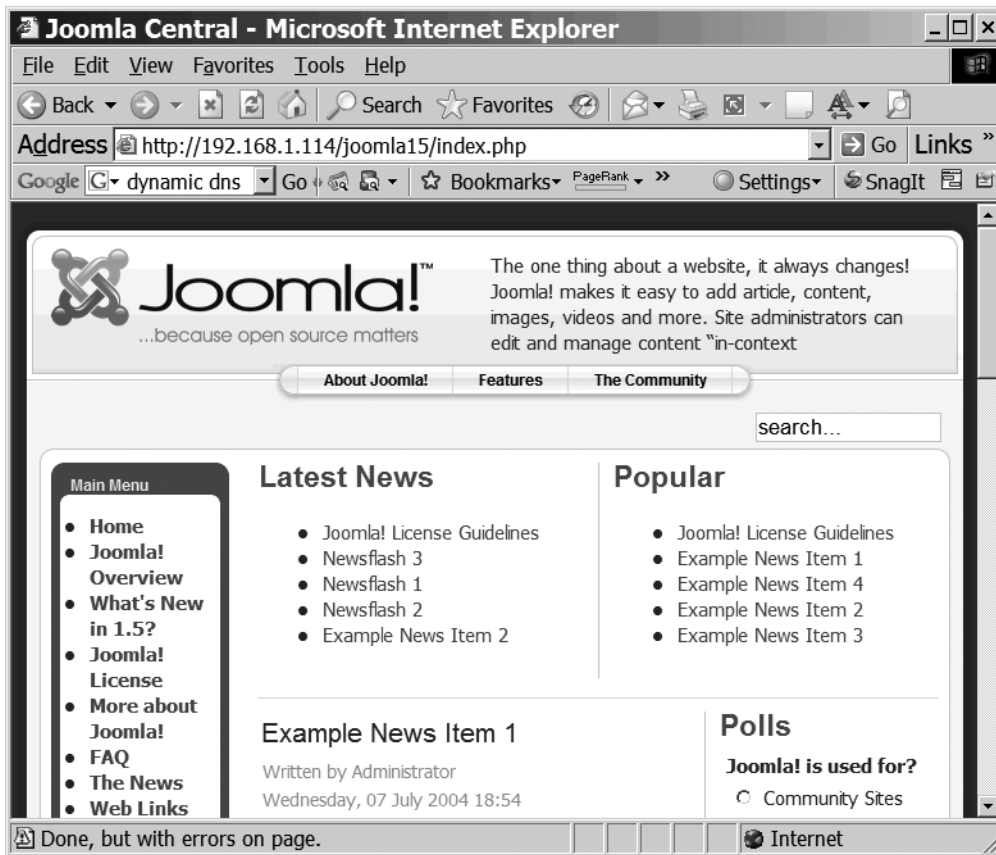 Joomla Central - Microsoft Internet Explorer
File Edit View Favorites Tools Help
Back Search Favorites
Address http://192.168.1.114/joomla15/index.php Go Links »
Google G dynamic dns Go Bookmarks PageRank » Settings SnagIt
Joomla!™
...because open source matters
The one thing about a website, it always changes!
Joomla! makes it easy to add article, content,
images, videos and more. Site administrators can
edit and manage content “in-context
About Joomla! Features The Community
search...
Main Menu
Home
Joomla!
Overview
What's New
in 1.5?
Joomla!
License
More about
Joomla!
FAQ
The News
Web Links
Latest News
Joomla! License Guidelines
Newsflash 3
Newsflash 1
Newsflash 2
Example News Item 2
Popular
Joomla! License Guidelines
Example News Item 1
Example News Item 4
Example News Item 2
Example News Item 3
Example News Item 1
Written by Administrator
Wednesday, 07 July 2004 18:54
Polls
Joomla! is used for?
Community Sites
Done, but with errors on page. Internet